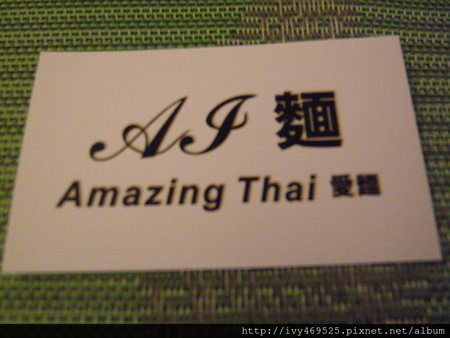 AI 麵
Amazing Thai 愛麵
http://ivy469525.pixnet.net/album